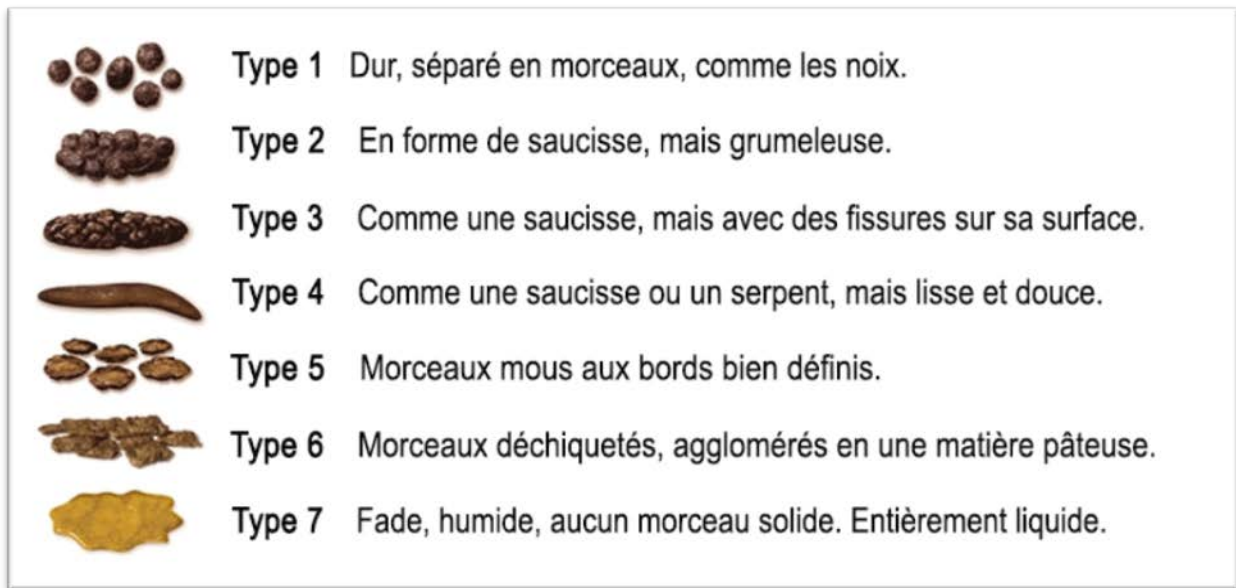 Type 1 Dur, séparé en morceaux, comme les noix.
Type 2 En forme de saucisse, mais grumeleuse.
Type 3 Comme une saucisse, mais avec des fissures sur sa surface.
Type 4 Comme une saucisse ou un serpent, mais lisse et douce.
Type 5 Morceaux mous aux bords bien définis.
Type 6 Morceaux déchiquetés, agglomérés en une matière pâteuse.
Type 7 Fade, humide, aucun morceau solide. Entièrement liquide.